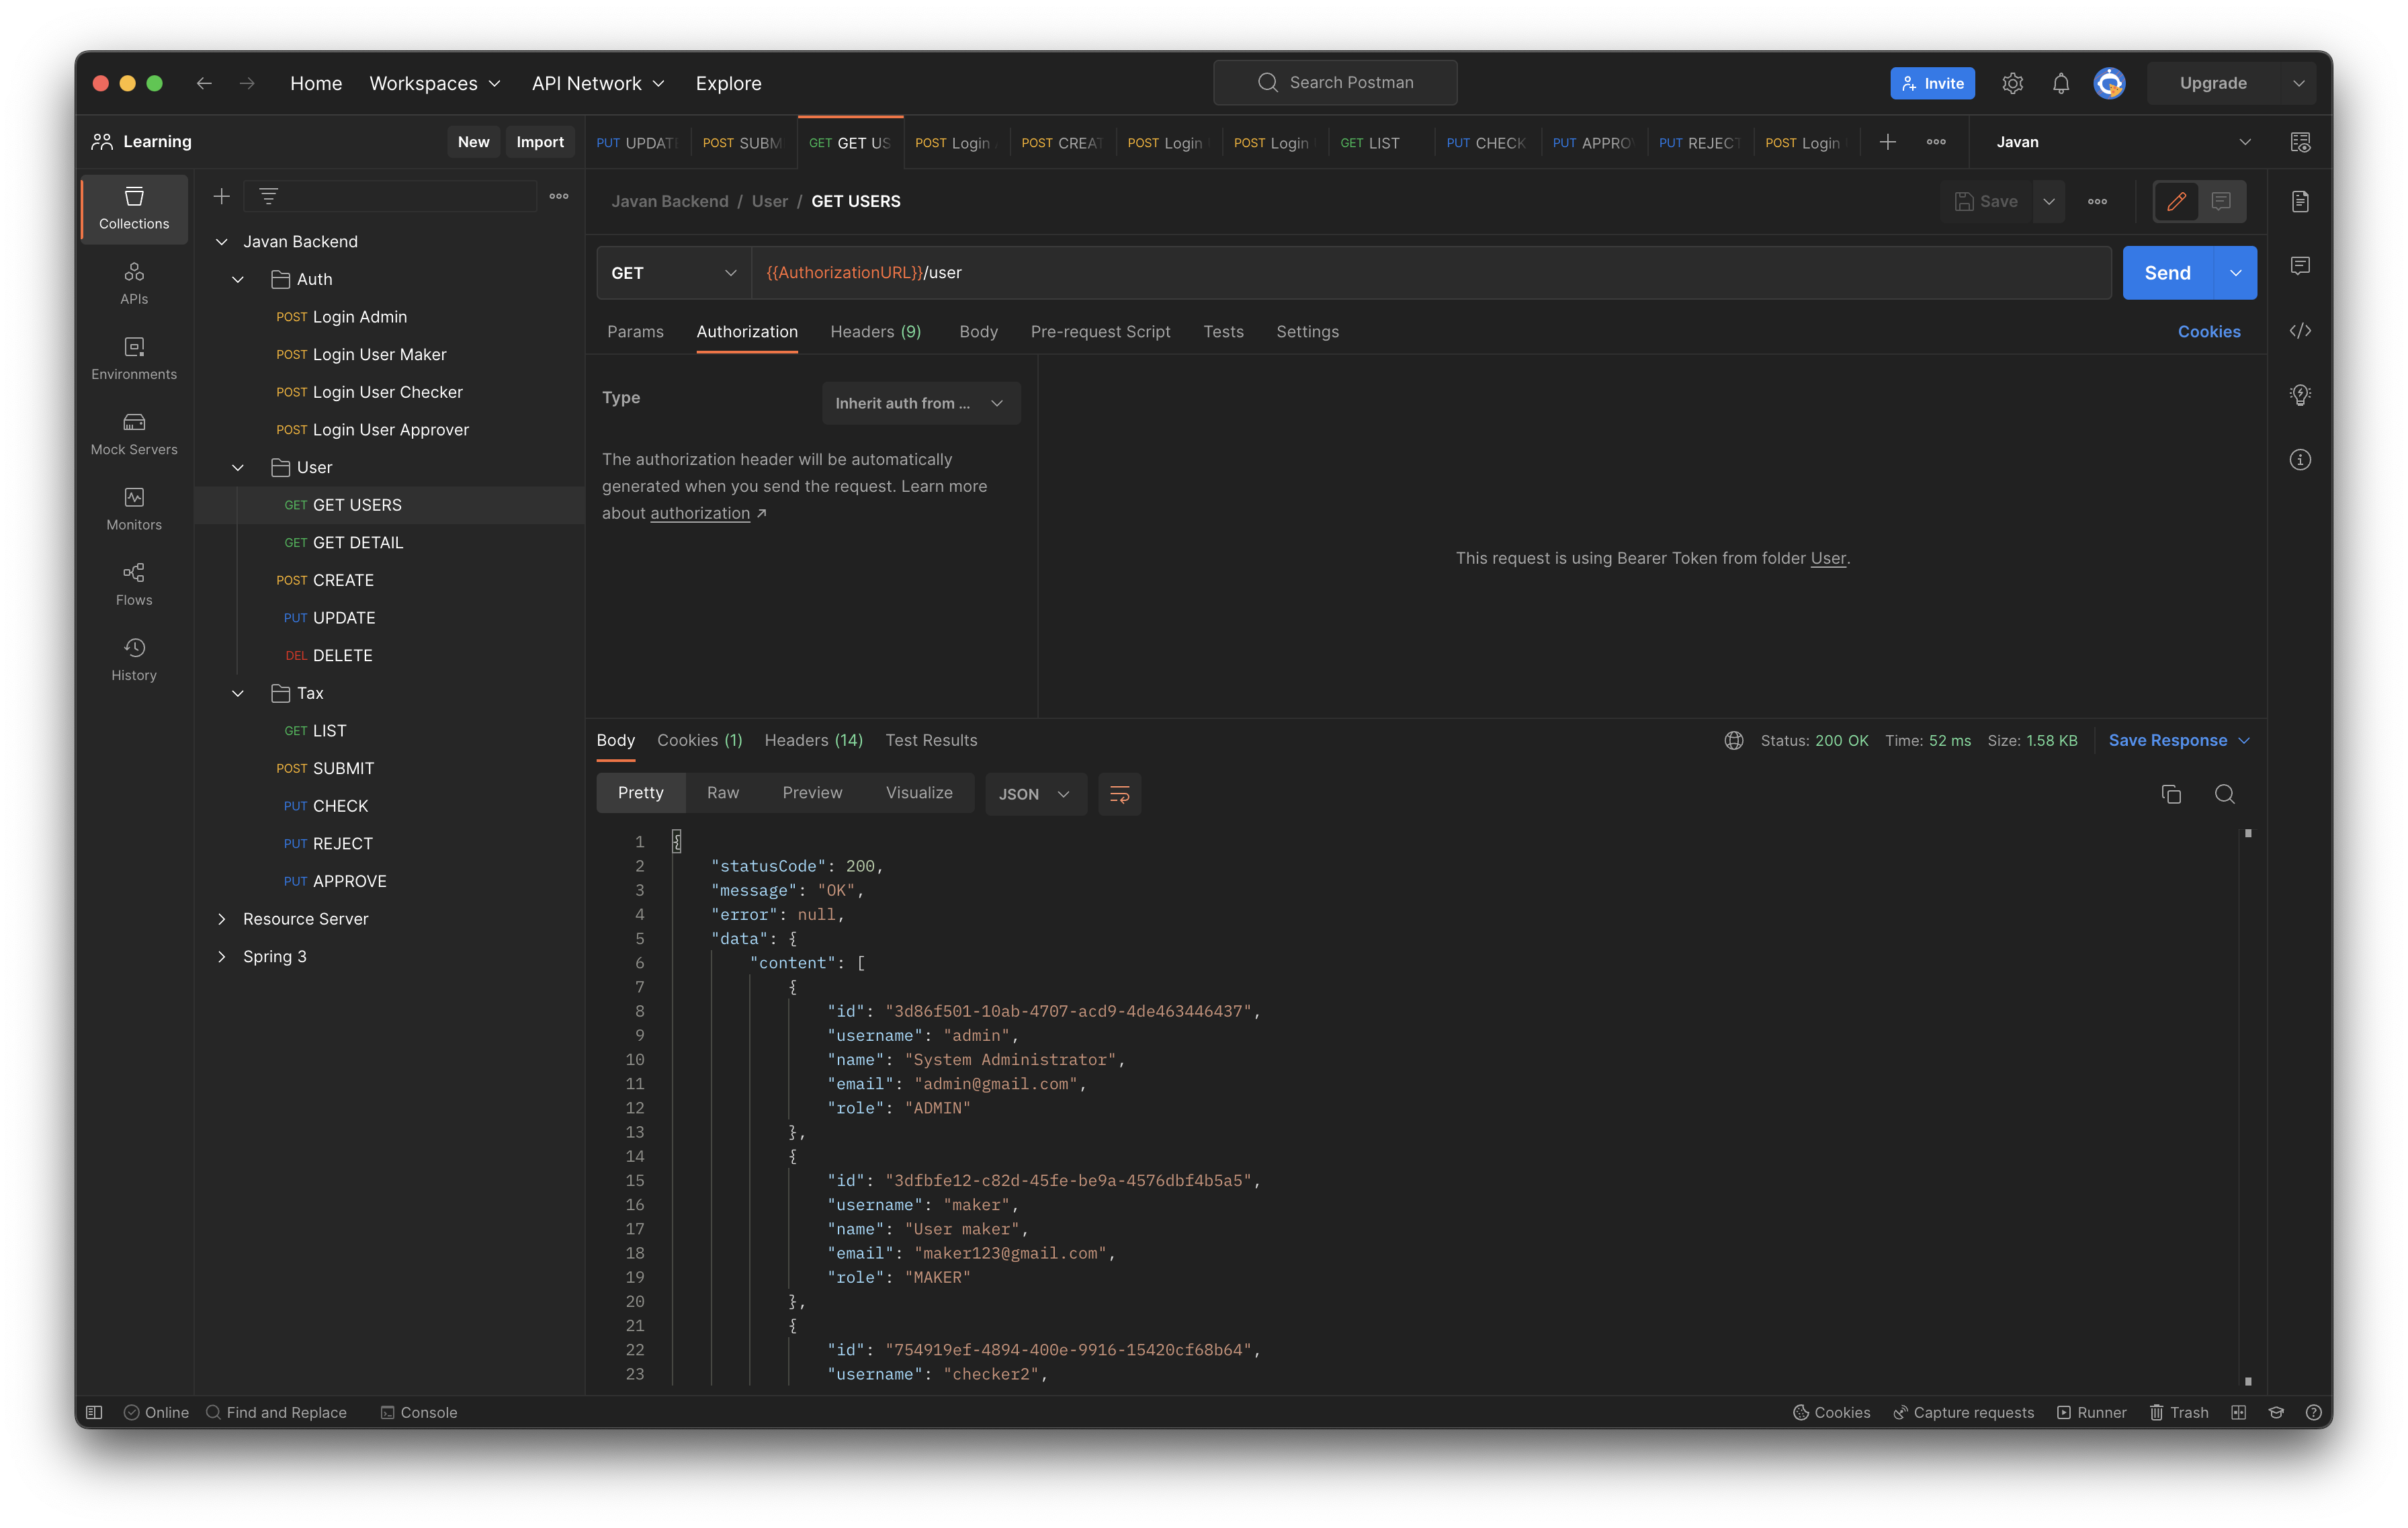 Home Workspaces API Network Explore Search Postman Invite Upgrade
Learning New Import
PUT UPDATE POST SUBM GET GET US POST Login POST CREAT POST Login POST Login GET LIST PUT CHECK PUT APPRO PUT REJECT POST Login Javan
Collections
APIs
Environments
Mock Servers
Monitors
Flows
History
Javan Backend
Auth
POST Login Admin
POST Login User Maker
POST Login User Checker
POST Login User Approver
User
GET GET USERS
GET GET DETAIL
POST CREATE
PUT UPDATE
DEL DELETE
Tax
GET LIST
POST SUBMIT
PUT CHECK
PUT REJECT
PUT APPROVE
Resource Server
Spring 3
Javan Backend / User / GET USERS Save
GET {{AuthorizationURL}}/user Send
Params Authorization Headers (9) Body Pre-request Script Tests Settings Cookies
Type Inherit auth from ...
The authorization header will be automatically
generated when you send the request. Learn more
about authorization ↗
This request is using Bearer Token from folder User.
Body Cookies (1) Headers (14) Test Results Status: 200 OK Time: 52 ms Size: 1.58 KB Save Response
Pretty Raw Preview Visualize JSON
1 {
2 "statusCode": 200,
3 "message": "OK",
4 "error": null,
5 "data": {
6 "content": [
7 {
8 "id": "3d86f501-10ab-4707-acd9-4de463446437",
9 "username": "admin",
10 "name": "System Administrator",
11 "email": "admin@gmail.com",
12 "role": "ADMIN"
13 },
14 {
15 "id": "3dfbfe12-c82d-45fe-be9a-4576dbf4b5a5",
16 "username": "maker",
17 "name": "User maker",
18 "email": "maker123@gmail.com",
19 "role": "MAKER"
20 },
21 {
22 "id": "754919ef-4894-400e-9916-15420cf68b64",
23 "username": "checker2",
Online Find and Replace Console Cookies Capture requests Runner Trash